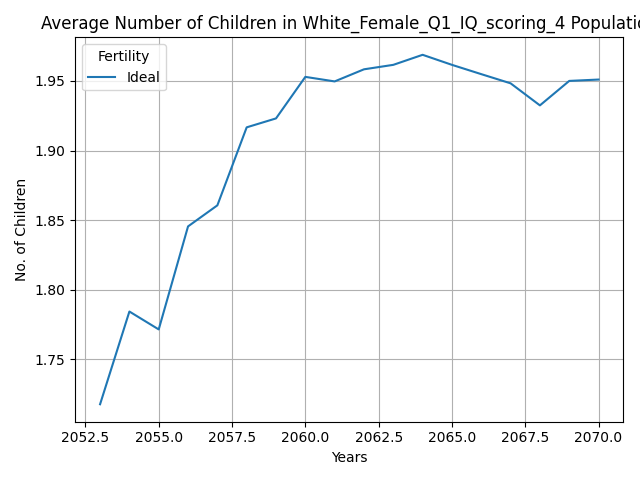 Average Number of Children in White_Female_Q1_IQ_scoring_4 Populatio
Fertility
Ideal
1.95
1.90
1.85
1.80
1.75
No. of Children
2052.5 2055.0 2057.5 2060.0 2062.5 2065.0 2067.5 2070.0
Years